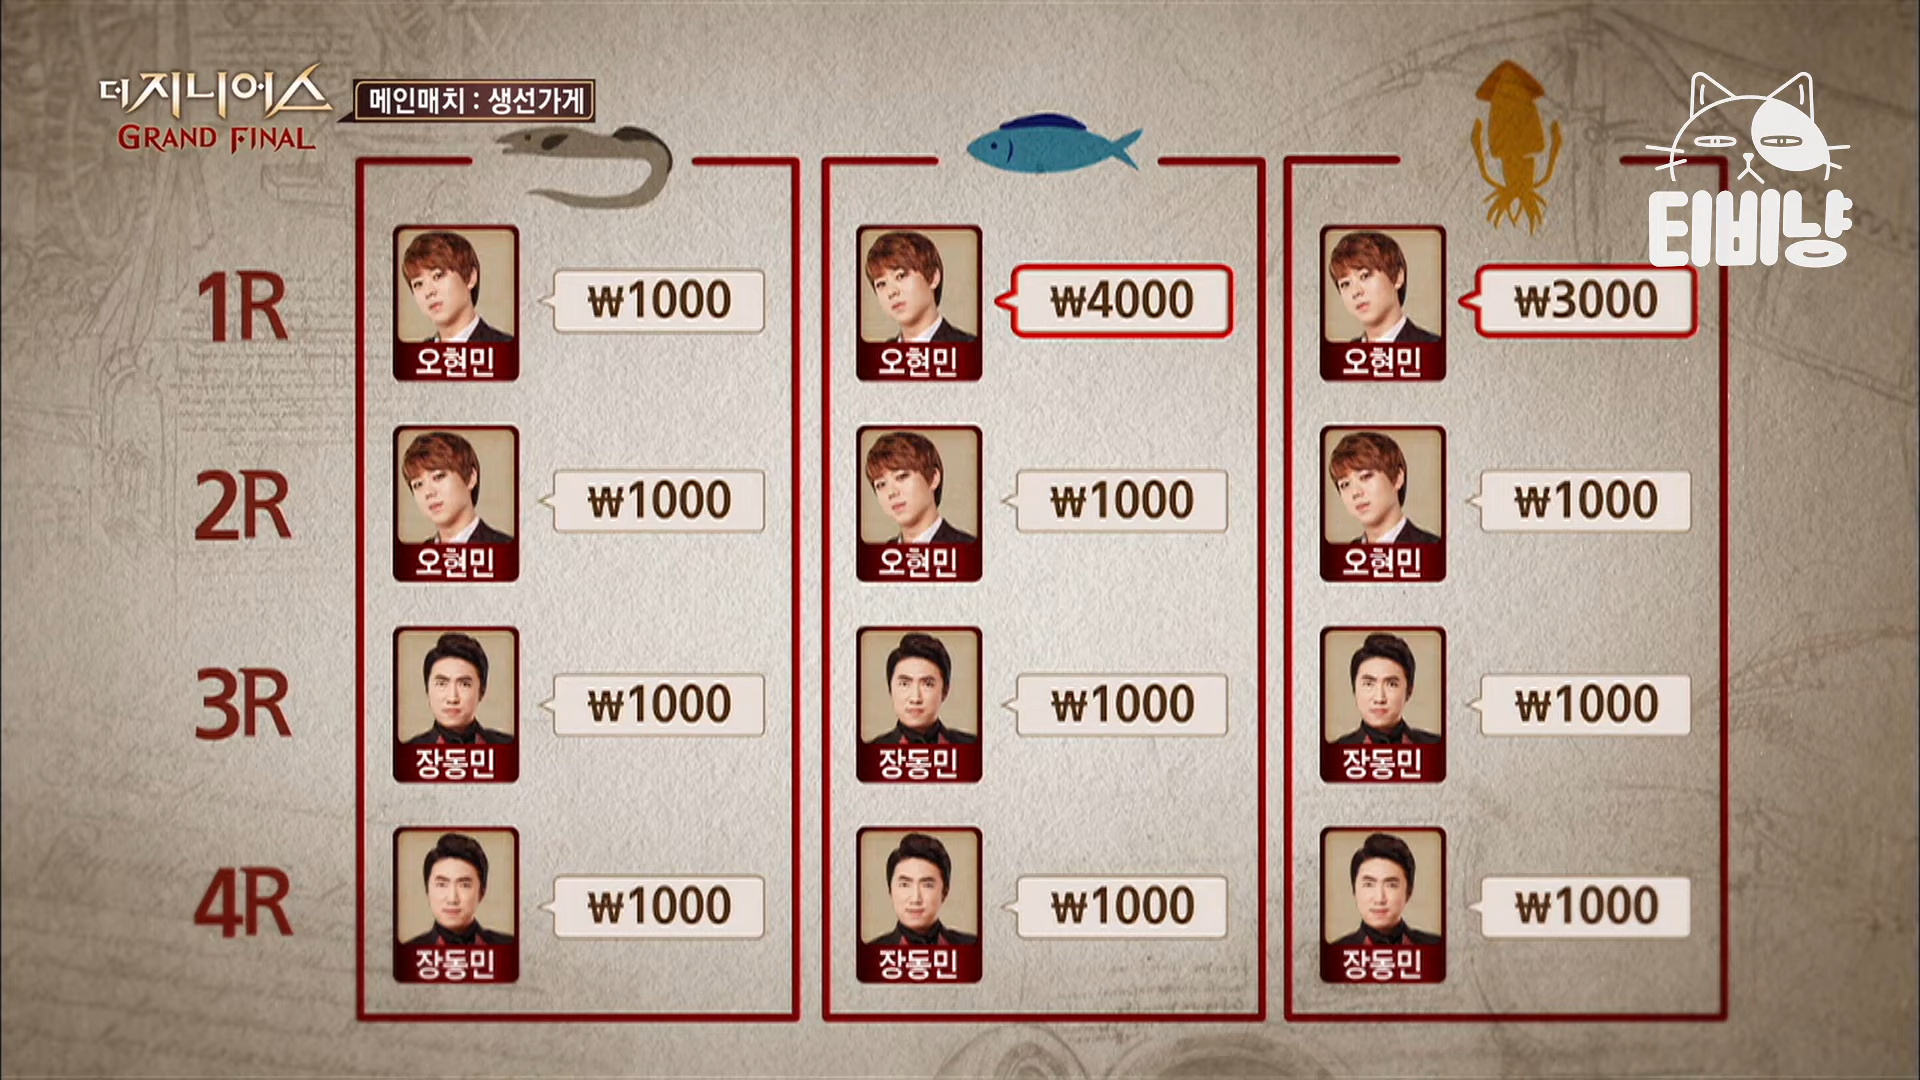 더 지니어스
GRAND FINAL
메인매치 : 생선가게
티비냥
1R
오현민
₩1000
오현민
₩4000
오현민
₩3000
2R
오현민
₩1000
오현민
₩1000
오현민
₩1000
3R
장동민
₩1000
장동민
₩1000
장동민
₩1000
4R
장동민
₩1000
장동민
₩1000
장동민
₩1000